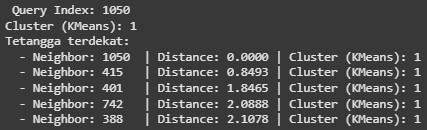 Query Index: 1050
Cluster (KMeans): 1
Tetangga terdekat:
- Neighbor: 1050 | Distance: 0.0000 | Cluster (KMeans): 1
- Neighbor: 415 | Distance: 0.8493 | Cluster (KMeans): 1
- Neighbor: 401 | Distance: 1.8465 | Cluster (KMeans): 1
- Neighbor: 742 | Distance: 2.0888 | Cluster (KMeans): 1
- Neighbor: 388 | Distance: 2.1078 | Cluster (KMeans): 1